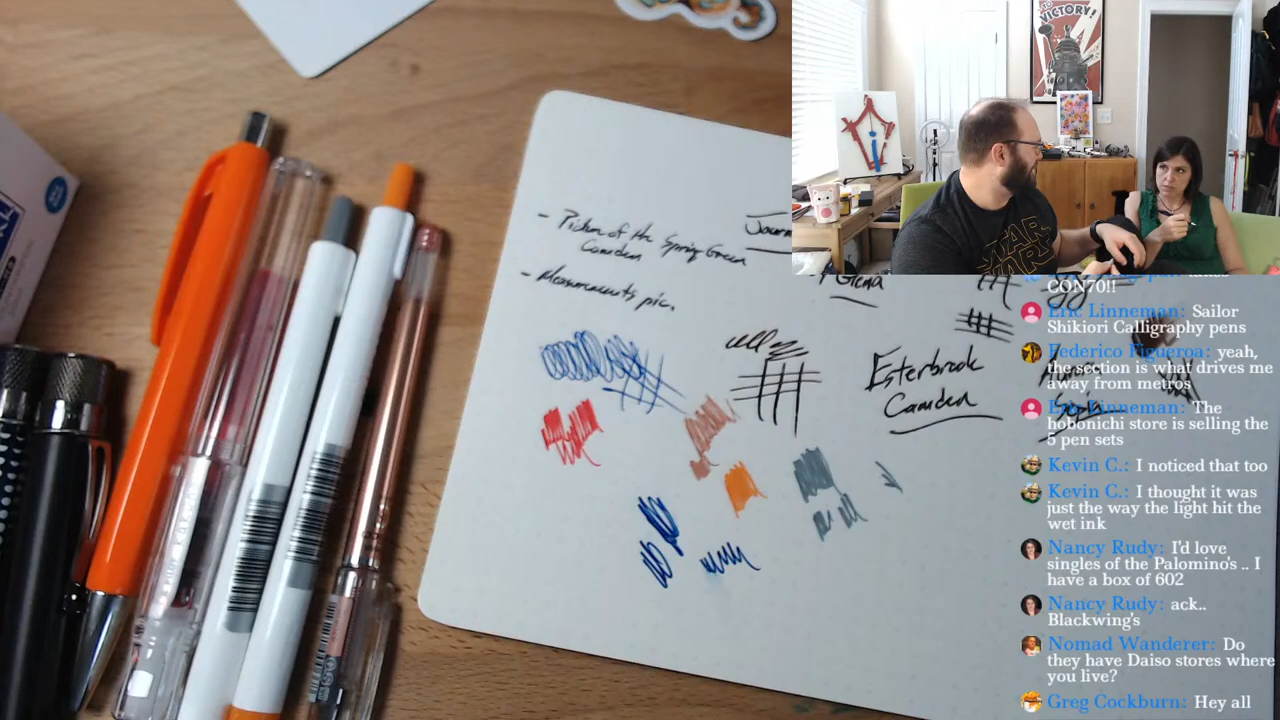 TO VICTORY!
STAR WARS
- Picture of the Spring Green
Camden
- Measurements pic.
Esterbrook
Camden
CON70!!
Eric Linneman: Sailor
Shikiori Calligraphy pens
Federico Figueroa: yeah,
the section is what drives me
away from metros
Eric Linneman: The
hobonichi store is selling the
5 pen sets
Kevin C.: I noticed that too
Kevin C.: I thought it was
just the way the light hit the
wet ink
Nancy Rudy: I'd love
singles of the Palomino's .. I
have a box of 602
Nancy Rudy: ack..
Blackwing's
Nomad Wanderer: Do
they have Daiso stores where
you live?
Greg Cockburn: Hey all